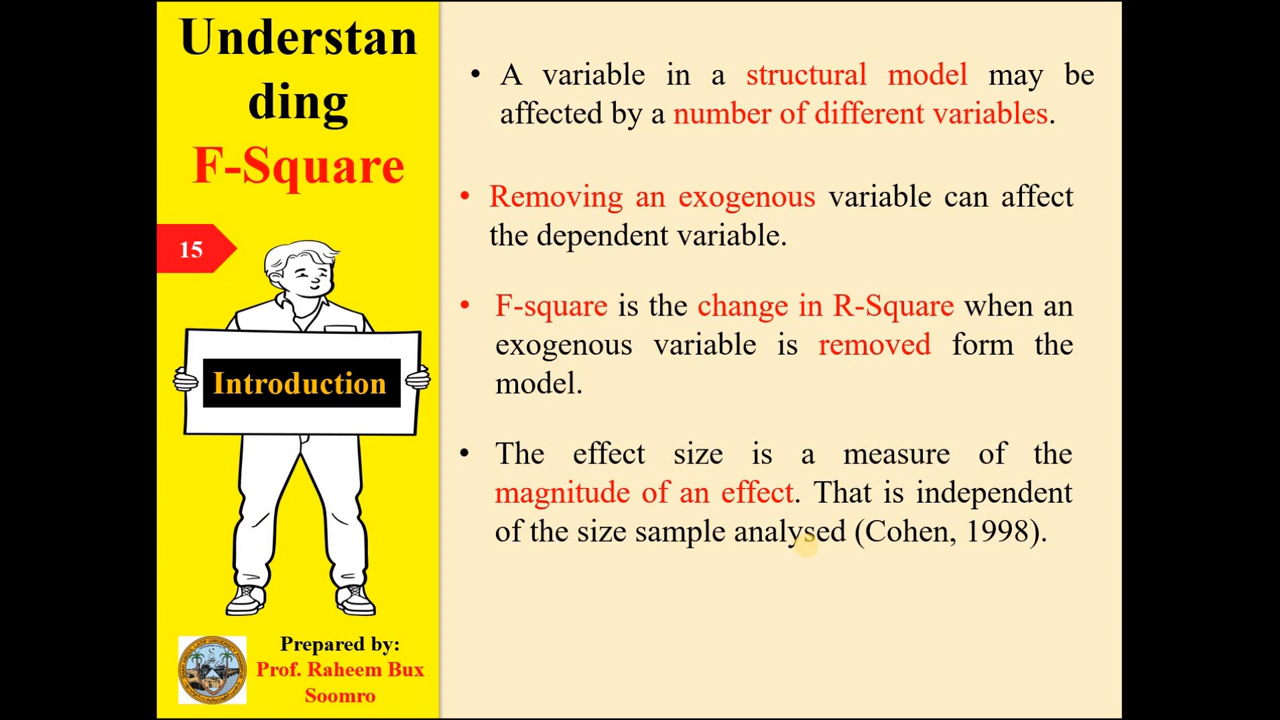 Understan
ding
F-Square
15
Introduction
Prepared by:
Prof. Raheem Bux
Soomro
• A variable in a structural model may be
affected by a number of different variables.
• Removing an exogenous variable can affect
the dependent variable.
• F-square is the change in R-Square when an
exogenous variable is removed form the
model.
• The effect size is a measure of the
magnitude of an effect. That is independent
of the size sample analysed (Cohen, 1998).